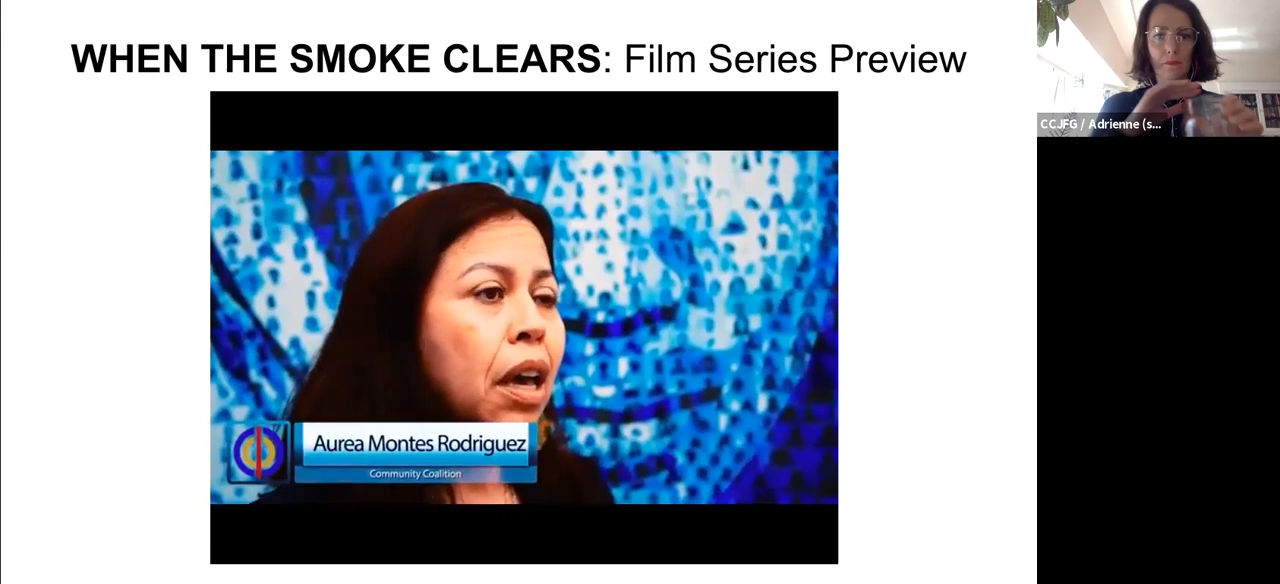 WHEN THE SMOKE CLEARS: Film Series Preview
CCJFG / Adrienne (s...
Aurea Montes Rodriguez
Community Coalition